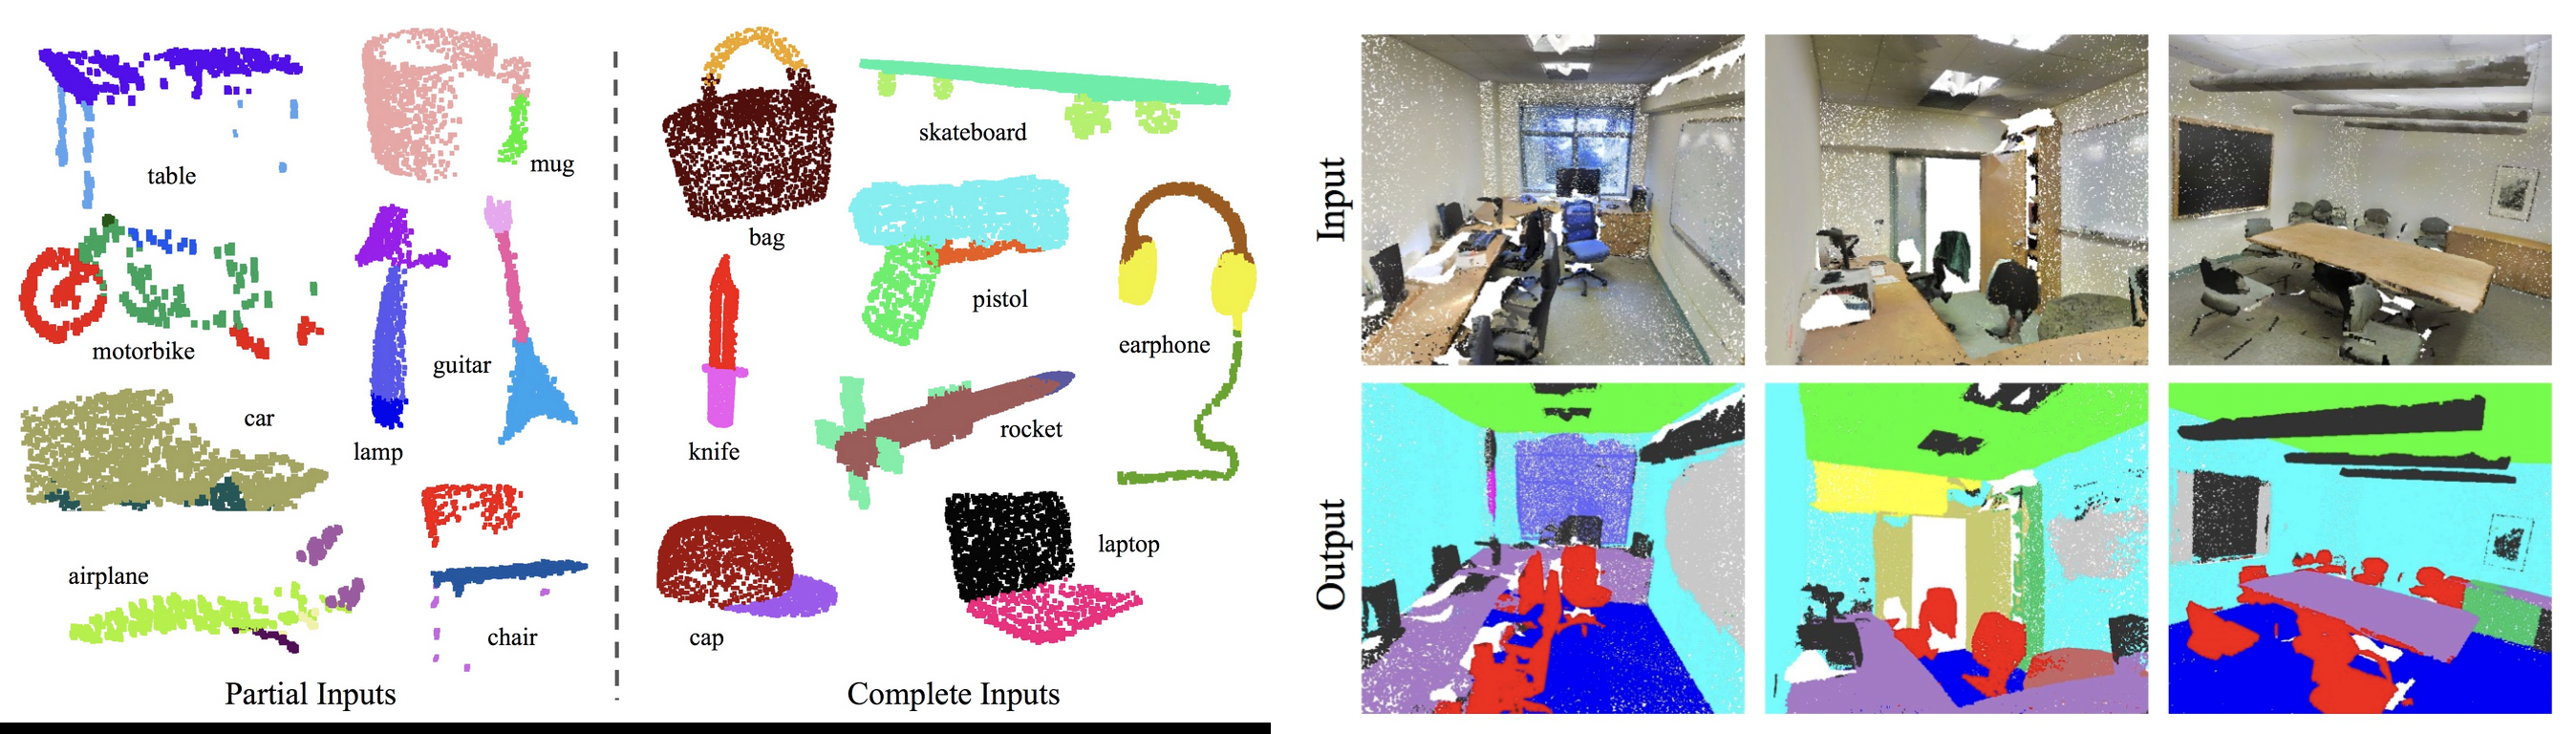 table
mug
motorbike
guitar
car
lamp
airplane
chair
Partial Inputs
bag
skateboard
pistol
earphone
knife
rocket
cap
laptop
Complete Inputs
Input
Output